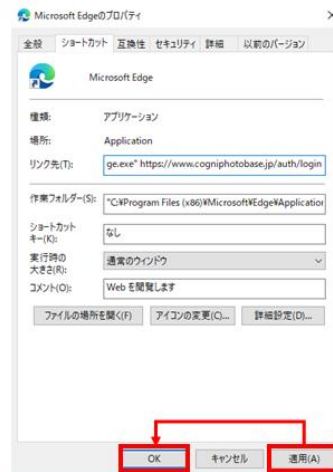 Microsoft Edgeのプロパティ
全般 ショートカット 互換性 セキュリティ 詳細 以前のバージョン
Microsoft Edge
種類: アプリケーション
場所: Application
リンク先(T): ge.exe" https://www.cogniphotobase.jp/auth/login
作業フォルダー(S): "C:¥Program Files (x86)¥Microsoft¥Edge¥Application
ショートカット
キー(K): なし
実行時の
大きさ(R): 通常のウィンドウ
コメント(O): Web を閲覧します
ファイルの場所を開く(F) アイコンの変更(C)... 詳細設定(D)...
OK キャンセル 適用(A)